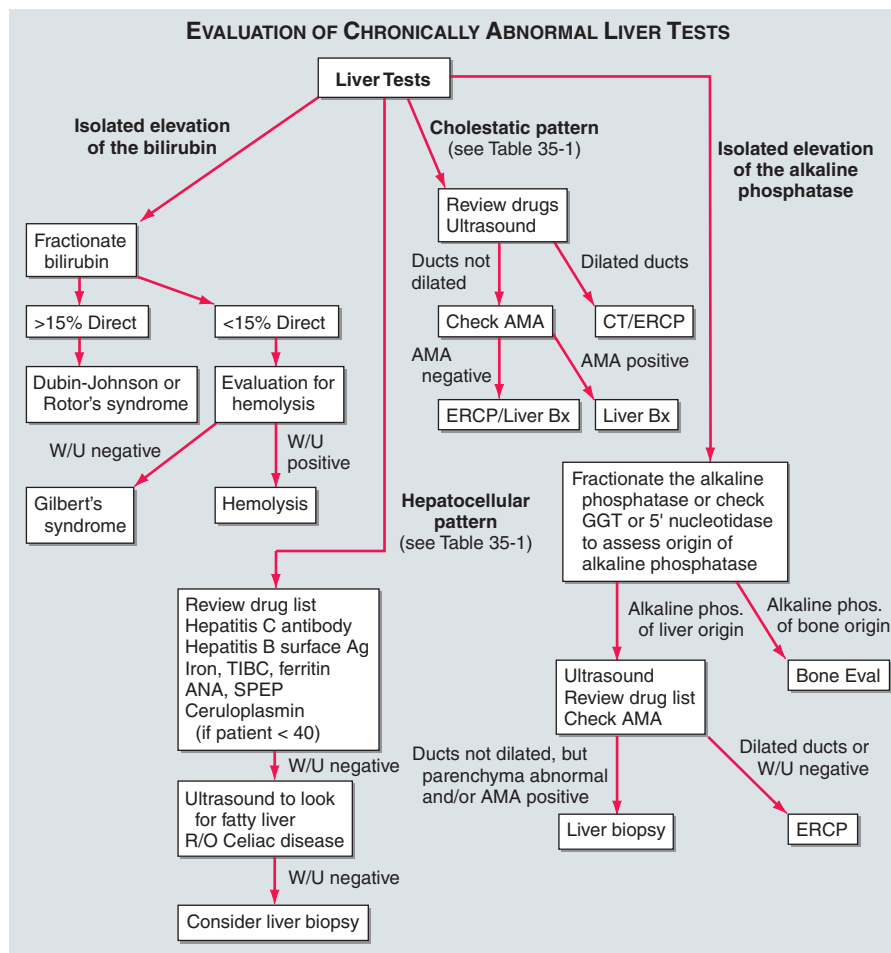 EVALUATION OF CHRONICALLY ABNORMAL LIVER TESTS
Liver Tests
Isolated elevation
of the bilirubin
Fractionate
bilirubin
>15% Direct
<15% Direct
Dubin-Johnson or
Rotor's syndrome
Evaluation for
hemolysis
W/U negative
W/U
positive
Gilbert's
syndrome
Hemolysis
Hepatocellular
pattern
(see Table 35-1)
Review drug list
Hepatitis C antibody
Hepatitis B surface Ag
Iron, TIBC, ferritin
ANA, SPEP
Ceruloplasmin
(if patient < 40)
W/U negative
Ultrasound to look
for fatty liver
R/O Celiac disease
W/U negative
Consider liver biopsy
Cholestatic pattern
(see Table 35-1)
Review drugs
Ultrasound
Ducts not
dilated
Dilated ducts
Check AMA
CT/ERCP
AMA
negative
AMA positive
ERCP/Liver Bx
Liver Bx
Isolated elevation
of the alkaline
phosphatase
Fractionate the alkaline
phosphatase or check
GGT or 5' nucleotidase
to assess origin of
alkaline phosphatase
Alkaline phos.
of liver origin
Alkaline phos.
of bone origin
Ultrasound
Review drug list
Check AMA
Bone Eval
Ducts not dilated, but
parenchyma abnormal
and/or AMA positive
Dilated ducts or
W/U negative
Liver biopsy
ERCP